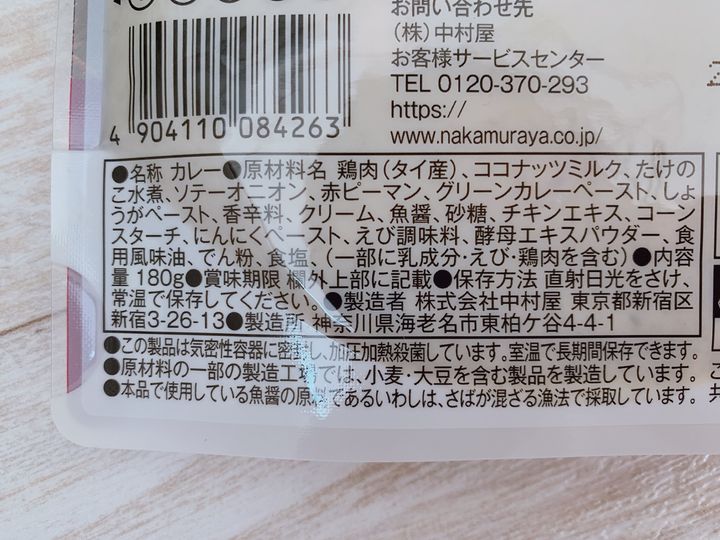 お問い合わせ先
(株)中村屋
お客様サービスセンター
TEL 0120-370-293
https://
www.nakamuraya.co.jp/
4 904110 084263
●名称 カレー●原材料名 鶏肉(タイ産)、ココナッツミルク、たけの
こ水煮、ソテーオニオン、赤ピーマン、グリーンカレーペースト、しょ
うがペースト、香辛料、クリーム、魚醤、砂糖、チキンエキス、コーン
スターチ、にんにくペースト、えび調味料、酵母エキスパウダー、食
用風味油、でん粉、食塩、(一部に乳成分・えび・鶏肉を含む)●内容
量 180g●賞味期限 欄外上部に記載●保存方法 直射日光をさけ、
常温で保存してください。●製造者 株式会社中村屋 東京都新宿区
新宿3-26-13●製造所 神奈川県海老名市東柏ケ谷4-4-1
●この製品は気密性容器に密封し、加圧加熱殺菌しています。室温で長期間保存できます。
●原材料の一部の製造工場では、小麦・大豆を含む製品を製造しています。
●本品で使用している魚醤の原料であるいわしは、さばが混ざる漁法で採取しています。